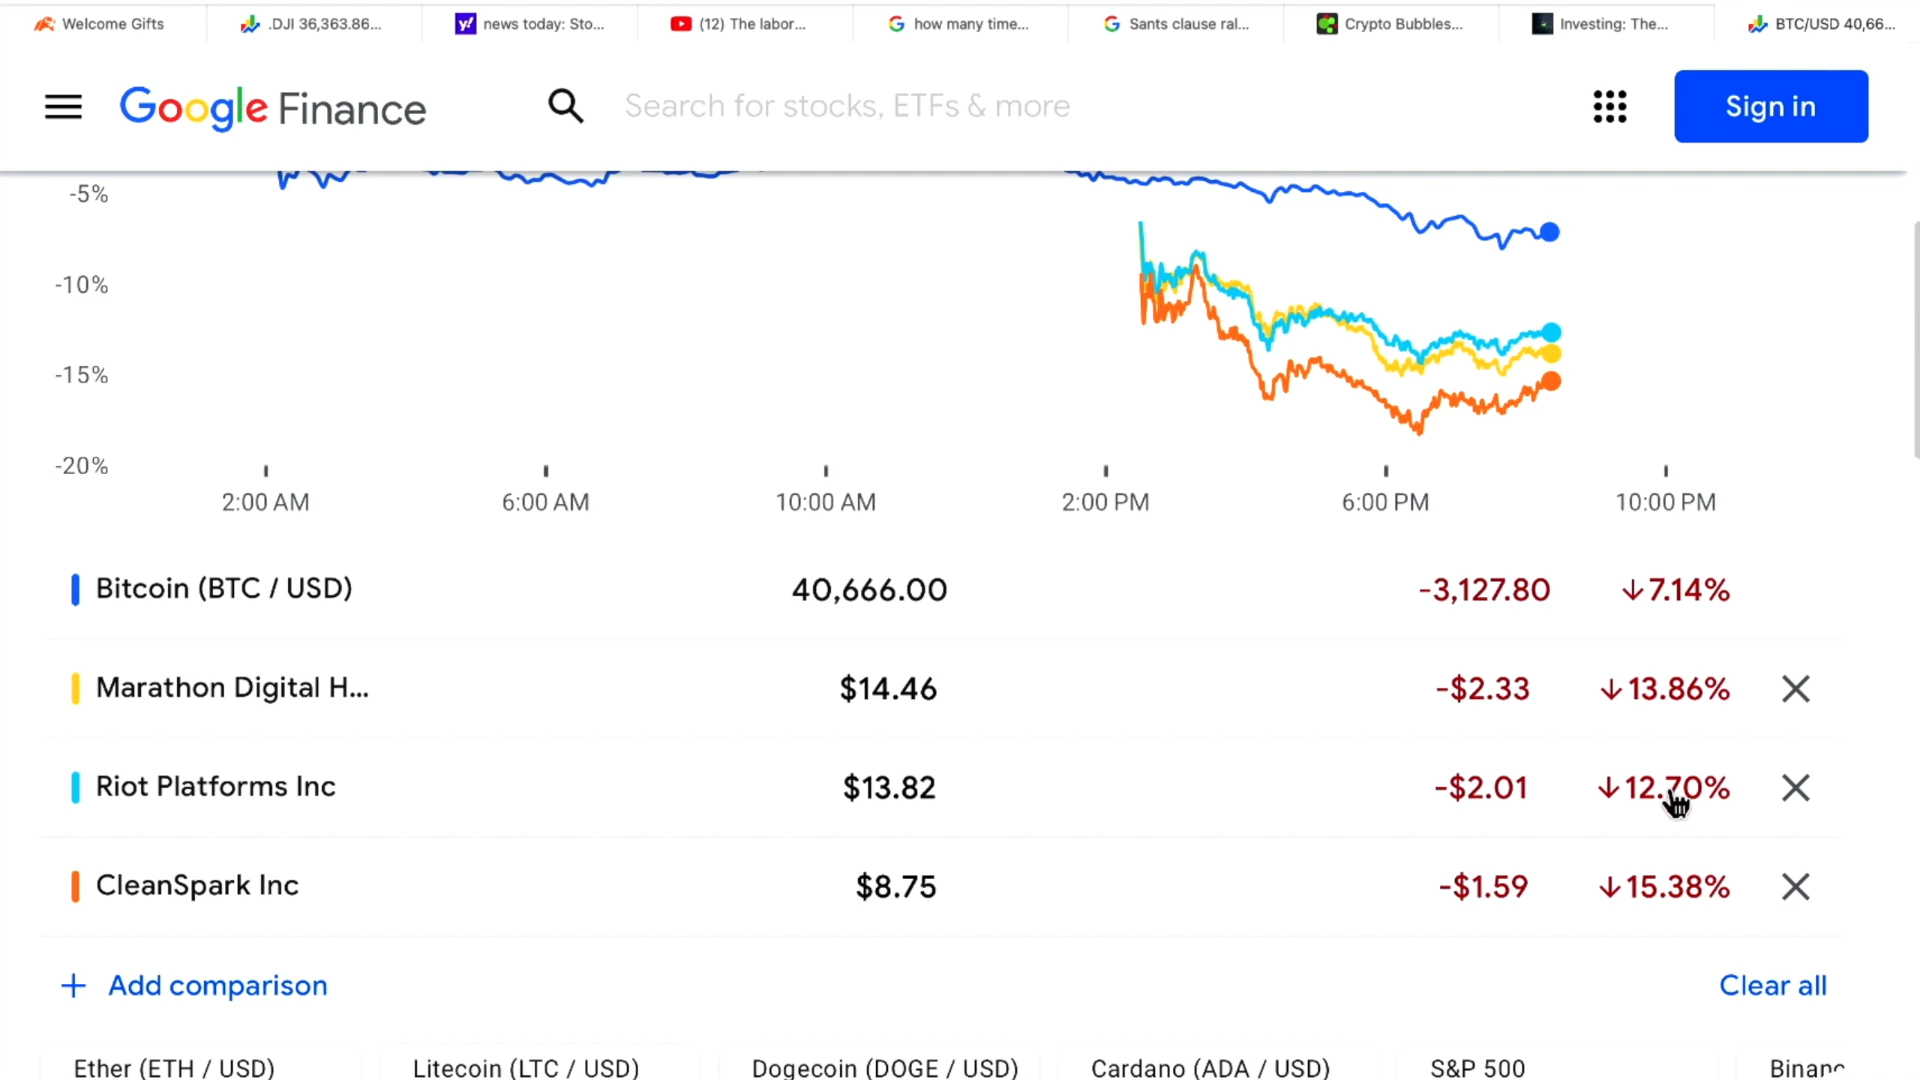 Welcome Gifts
.DJI 36,363.86...
y! news today: Sto...
(12) The labor...
G how many time...
G Sants clause ral...
Crypto Bubbles...
Investing: The...
BTC/USD 40,66...
Google Finance
Search for stocks, ETFs & more
Sign in
-5%
-10%
-15%
-20%
2:00 AM 6:00 AM 10:00 AM 2:00 PM 6:00 PM 10:00 PM
Bitcoin (BTC / USD) 40,666.00 -3,127.80 ↓7.14%
Marathon Digital H... $14.46 -$2.33 ↓13.86%
Riot Platforms Inc $13.82 -$2.01 ↓12.70%
CleanSpark Inc $8.75 -$1.59 ↓15.38%
+ Add comparison Clear all
Ether (ETH / USD) Litecoin (LTC / USD) Dogecoin (DOGE / USD) Cardano (ADA / USD) S&P 500 Binanc